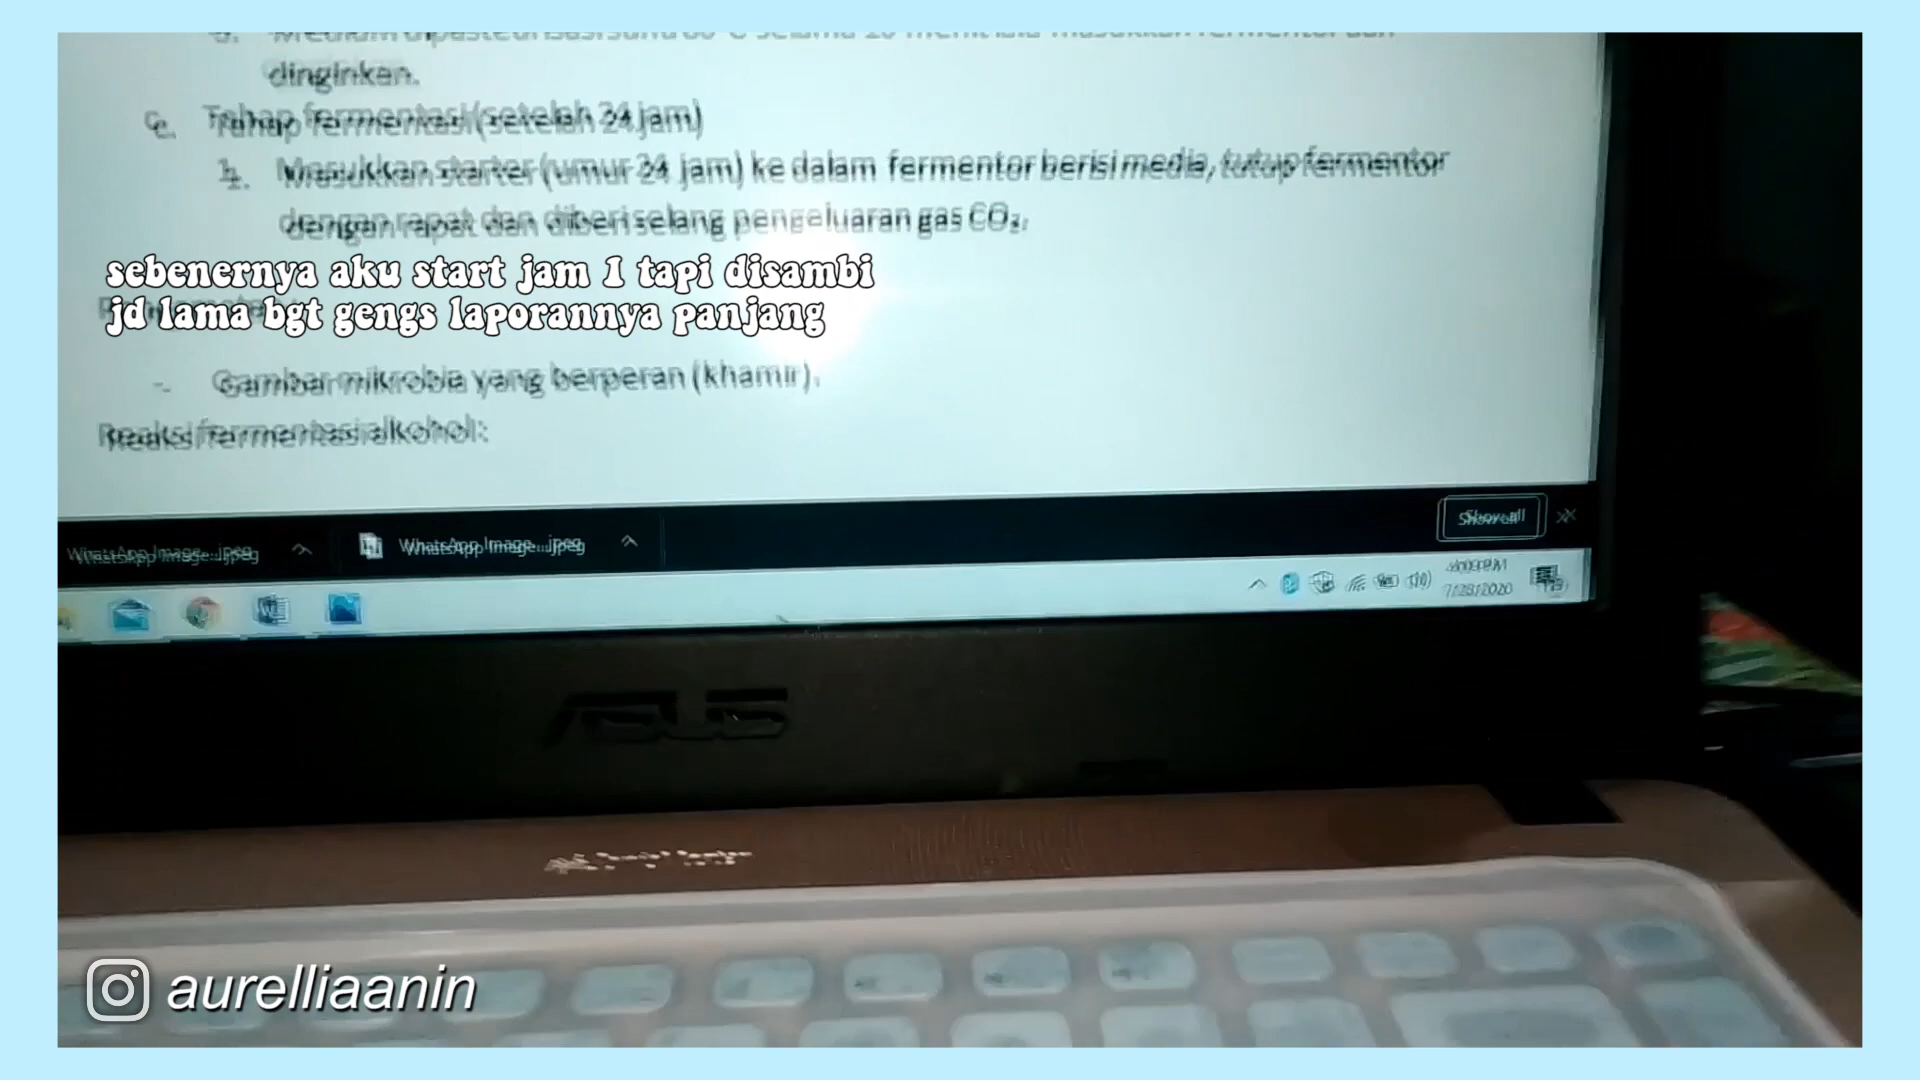 dinginkan.
c. Tahap fermentasi (setelah 24 jam)
1. Masukkan starter (umur 24 jam) ke dalam fermentor berisi media, tutup fermentor
dengan rapat dan diberi selang pengeluaran gas CO₂.
sebenernya aku start jam 1 tapi disambi
jd lama bgt gengs laporannya panjang
- Gambar mikrobia yang berperan (khamir).
Reaksi fermentasi alkohol:
Show all
WhatsApp Image....jpeg
WhatsApp Image....jpeg
7/28/2020
ASUS
aurelliaanin